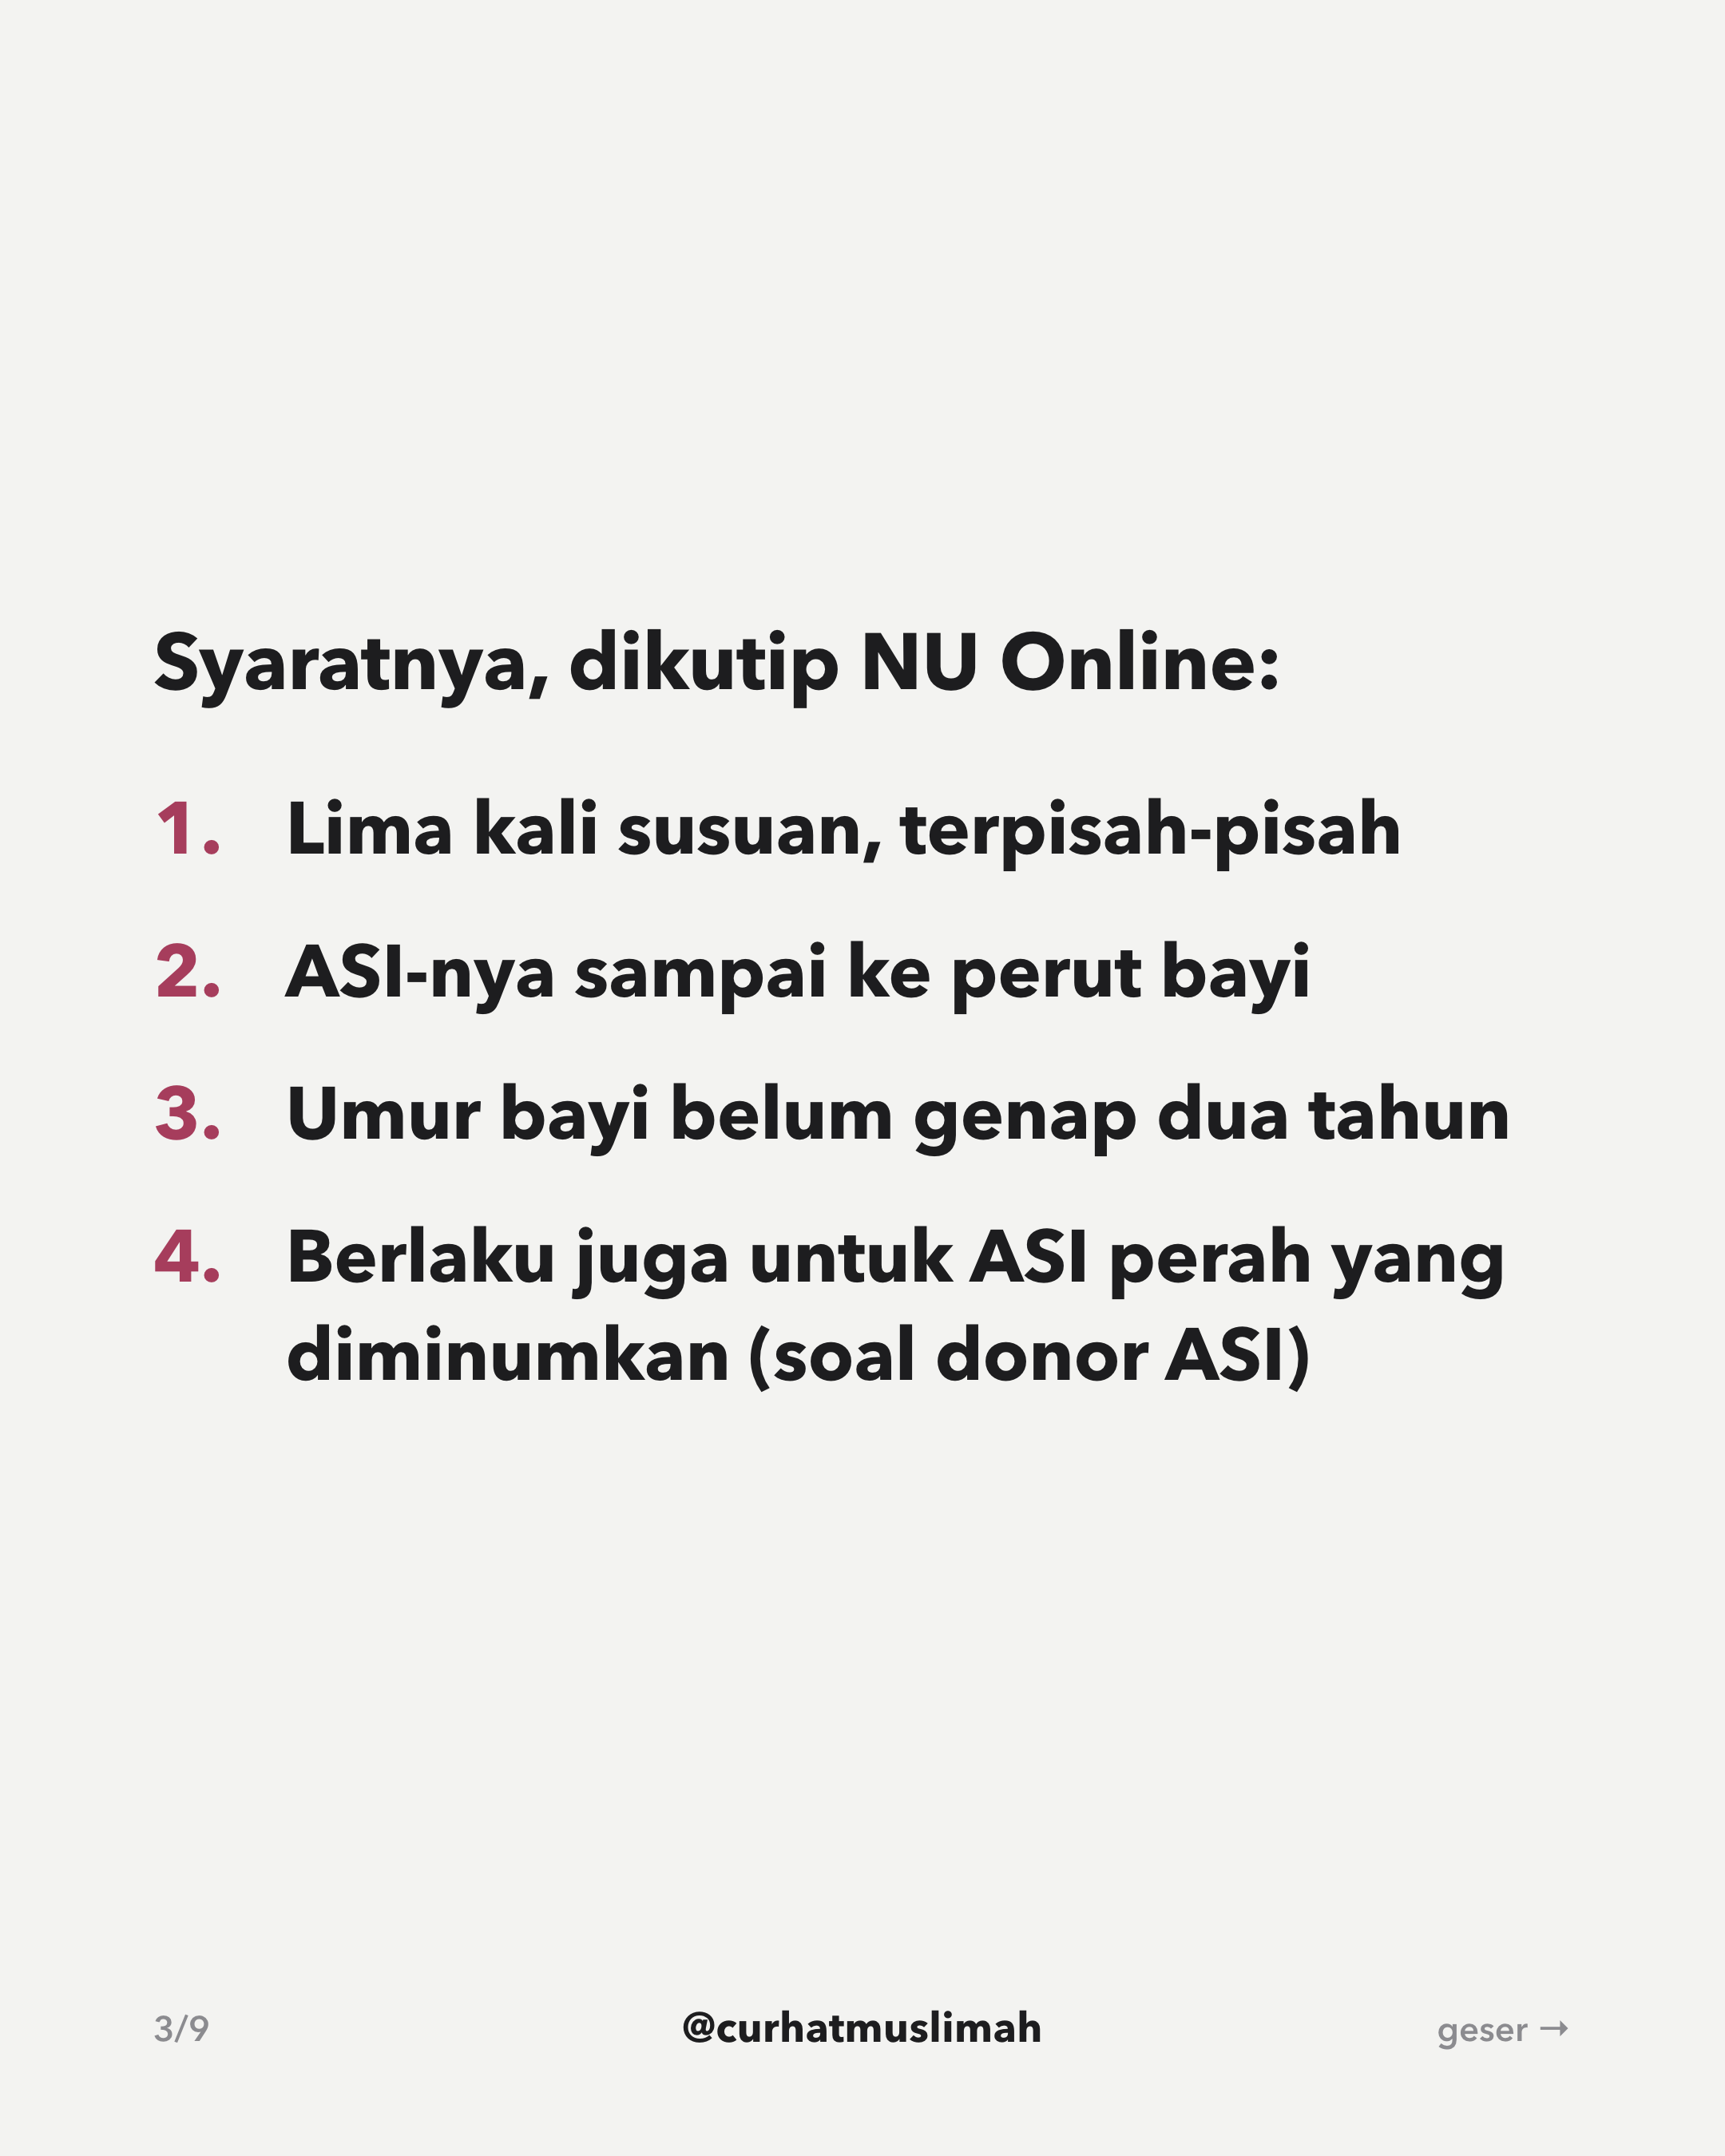 Syaratnya, dikutip NU Online:
1. Lima kali susuan, terpisah-pisah
2. ASI-nya sampai ke perut bayi
3. Umur bayi belum genap dua tahun
4. Berlaku juga untuk ASI perah yang
diminumkan (soal donor ASI)
3/9
@curhatmuslimah
geser →